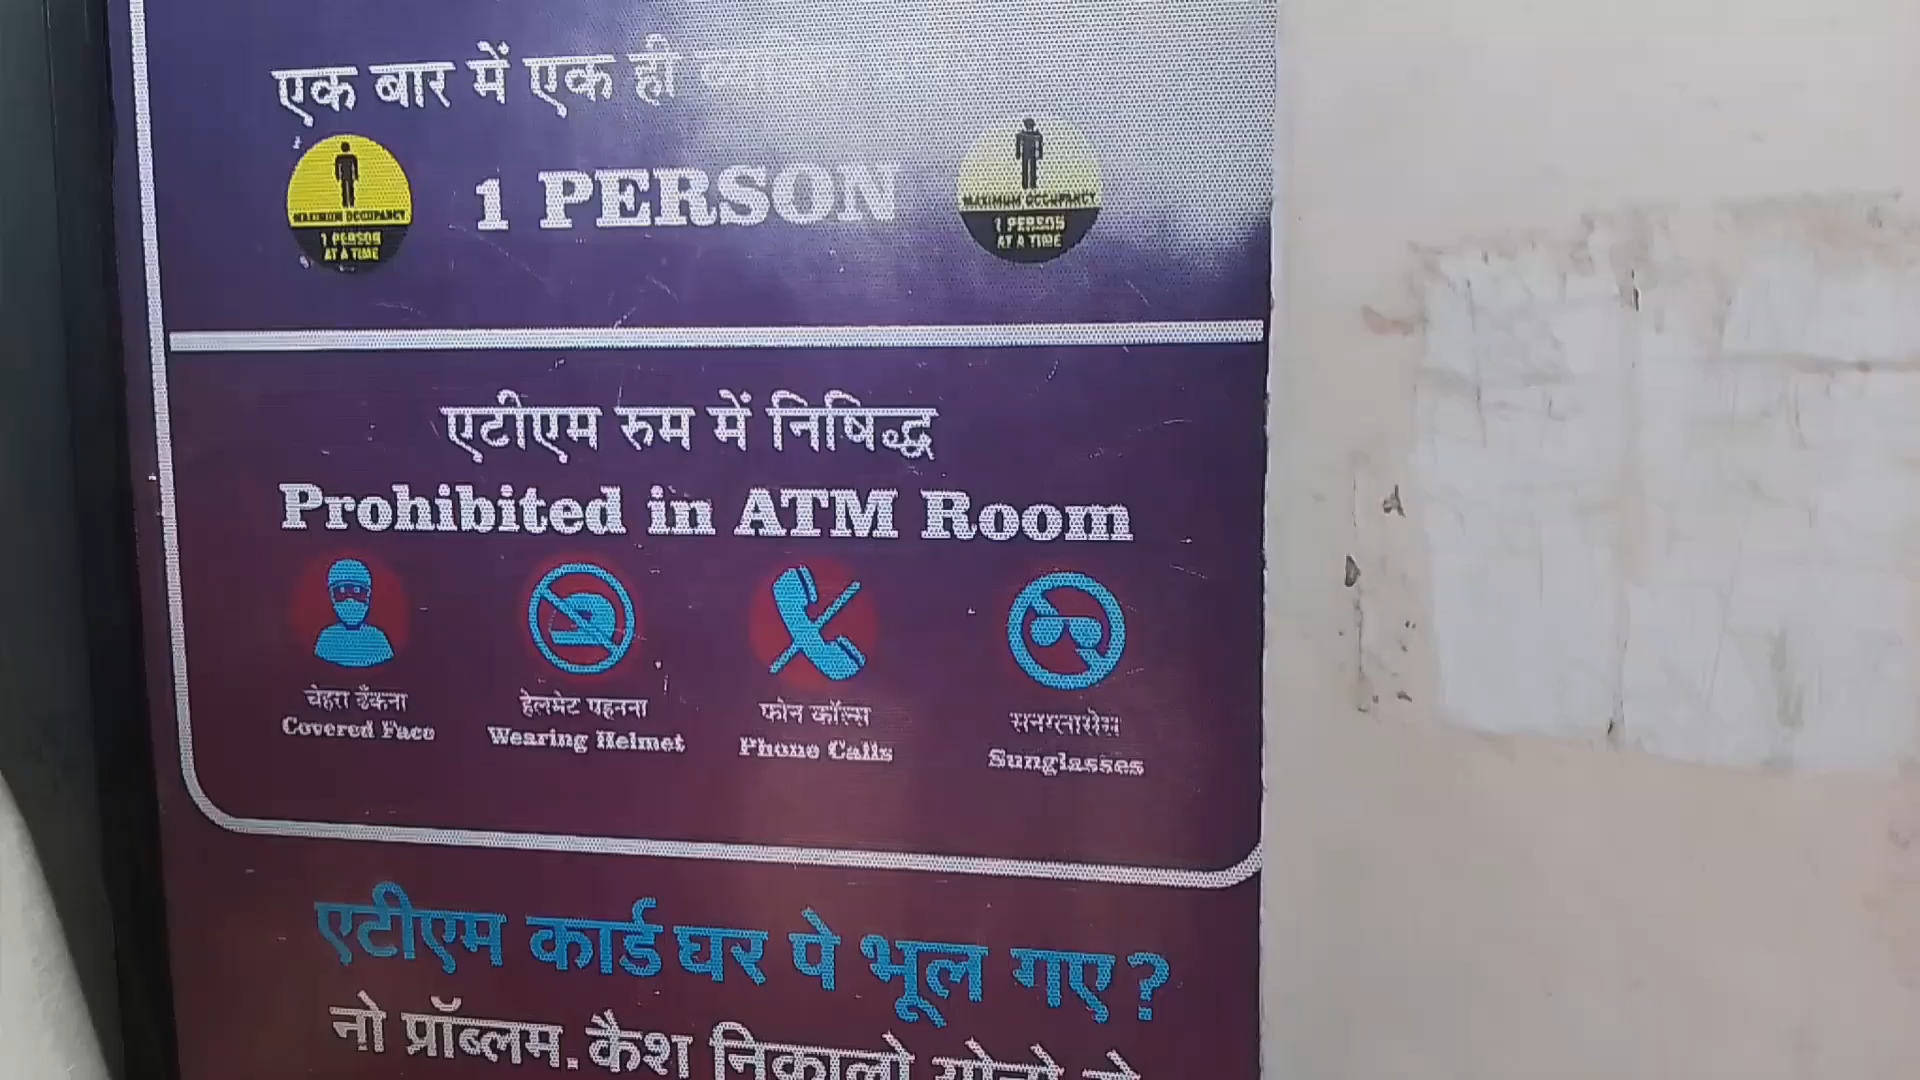 एक बार में एक ही
1 PERSON
MAXIMUM OCCUPANCY
1 PERSON
AT A TIME
MAXIMUM OCCUPANCY
1 PERSON
AT A TIME
एटीएम रुम में निषिद्ध
Prohibited in ATM Room
चेहरा ढँकना
Covered Face
हेलमेट पहनना
Wearing Helmet
फोन कॉल्स
Phone Calls
सनग्लासेस
Sunglasses
एटीएम कार्ड घर पे भूल गए?
नो प्रॉब्लम. कैश निकालो